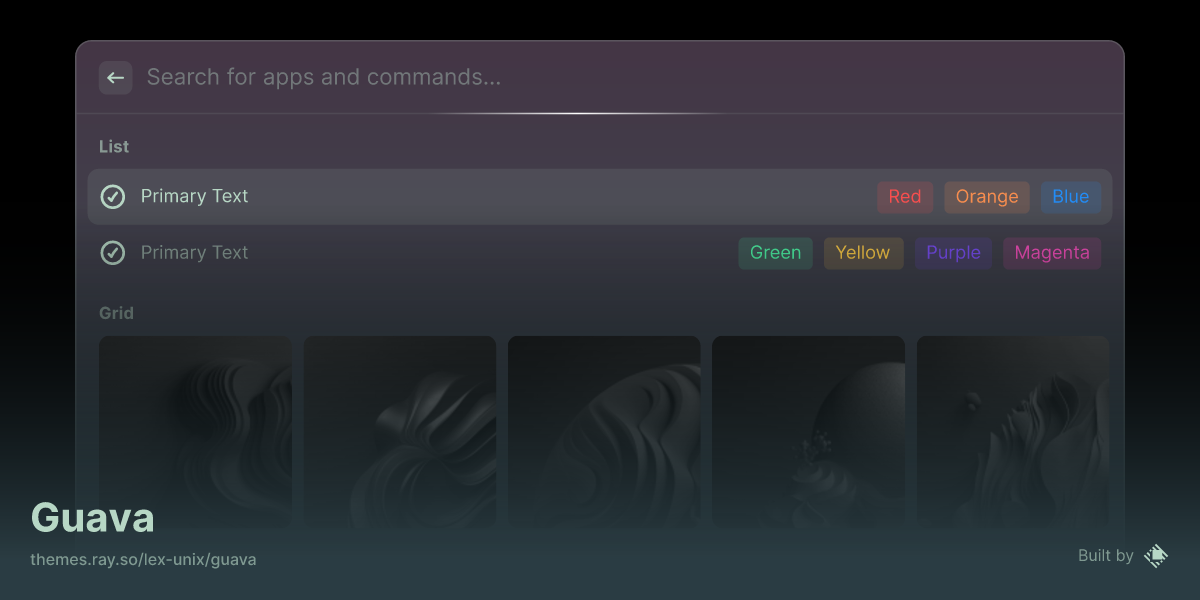 Search for apps and commands...
List
Primary Text Red Orange Blue
Primary Text Green Yellow Purple Magenta
Grid
Guava
themes.ray.so/lex-unix/guava
Built by